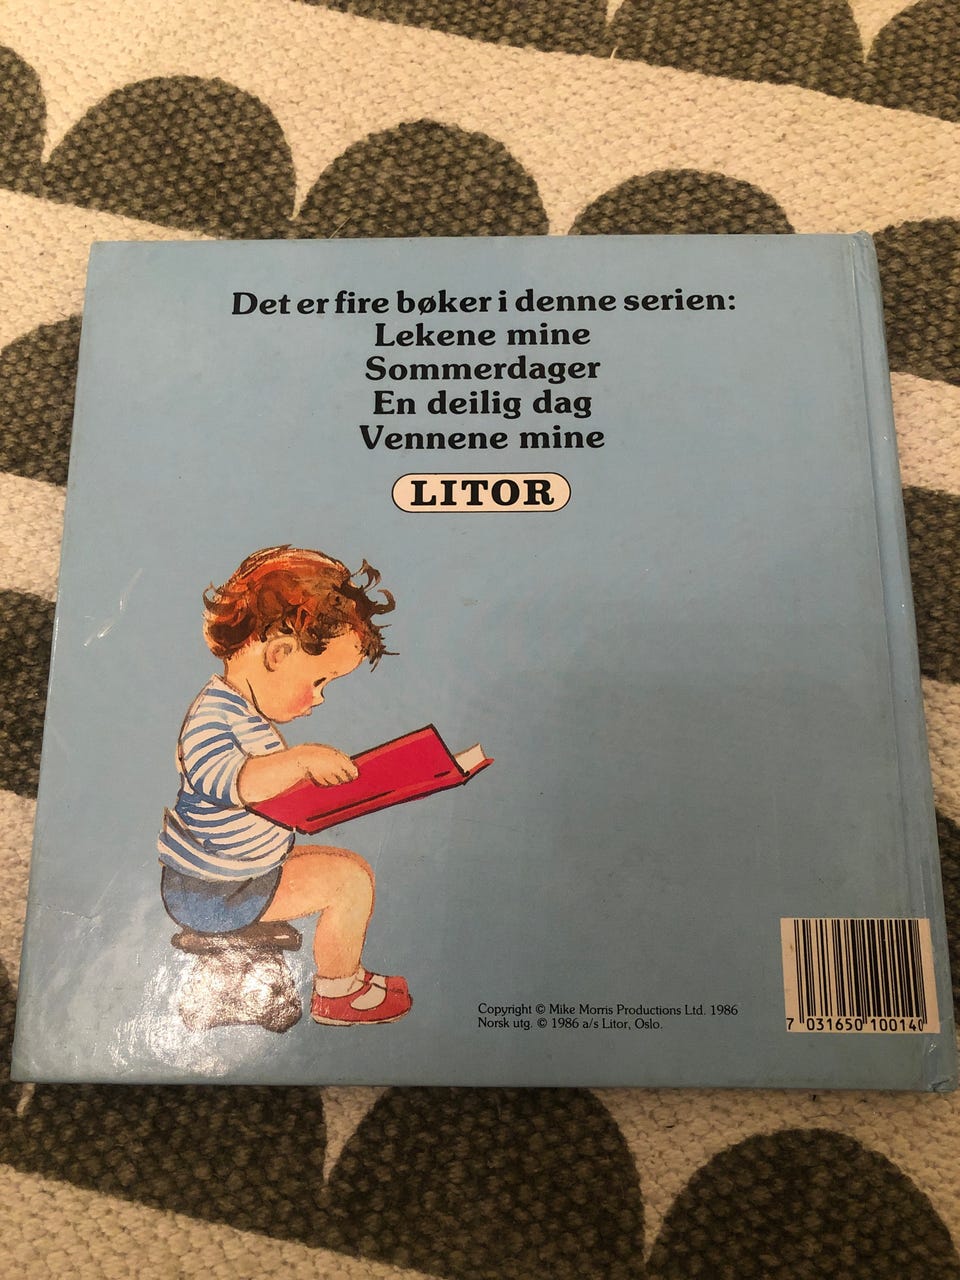 Det er fire bøker i denne serien:
Lekene mine
Sommerdager
En deilig dag
Vennene mine
LITOR
Copyright © Mike Morris Productions Ltd. 1986
Norsk utg. © 1986 a/s Litor, Oslo.
7 031650 100140